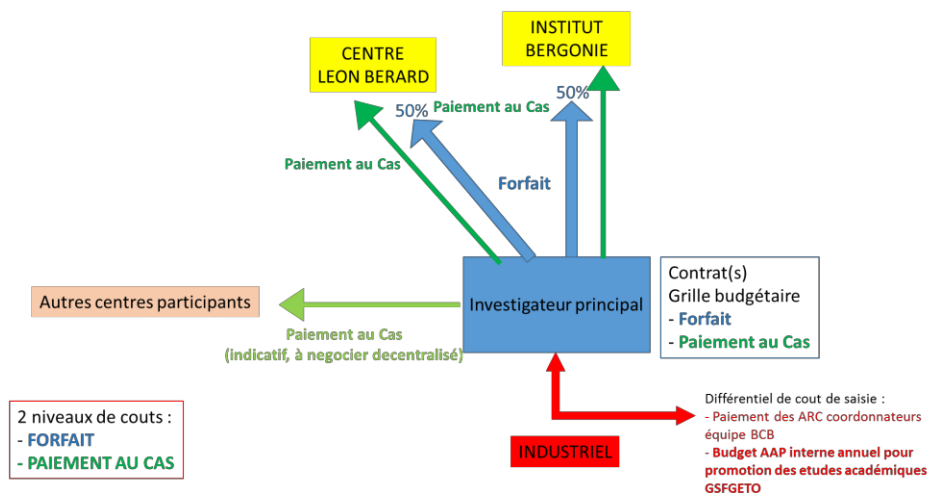 INSTITUT
BERGONIE
CENTRE
LEON BERARD
50%
Paiement au Cas
50%
Paiement au Cas
Forfait
Contrat(s)
Grille budgétaire
- Forfait
- Paiement au Cas
Autres centres participants
Investigateur principal
Paiement au Cas
(indicatif, à negocier decentralisé)
2 niveaux de couts :
- FORFAIT
- PAIEMENT AU CAS
INDUSTRIEL
Différentiel de cout de saisie :
- Paiement des ARC coordonnateurs
équipe BCB
- Budget AAP interne annuel pour
promotion des etudes académiques
GSFGETO